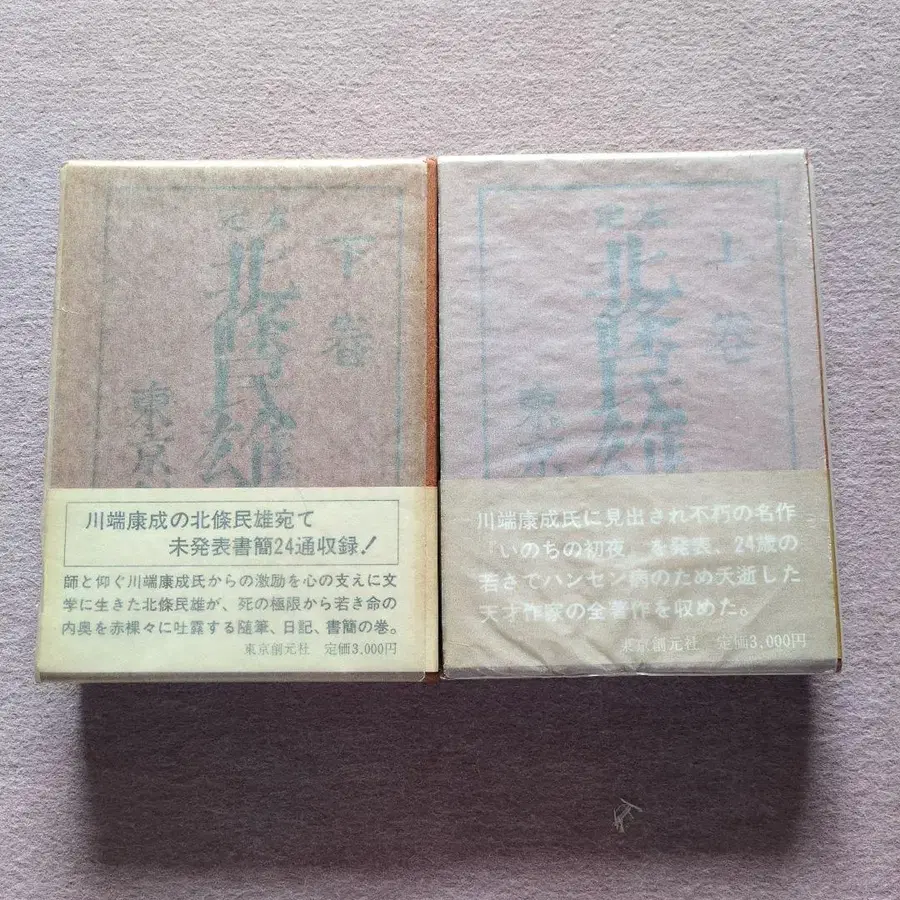 下巻
定本
北條民雄
東京
川端康成の北條民雄宛て
未発表書簡24通収録！
師と仰ぐ川端康成氏からの激励を心の支えに文
学に生きた北條民雄が、死の極限から若き命の
内奥を赤裸々に吐露する随筆、日記、書簡の巻。
東京創元社 定価3,000円
上巻
定本
北條民雄
東京
川端康成氏に見出され不朽の名作
『いのちの初夜』を発表、24歳の
若さでハンセン病のため夭逝した
天才作家の全著作を収めた。
東京創元社 定価3,000円